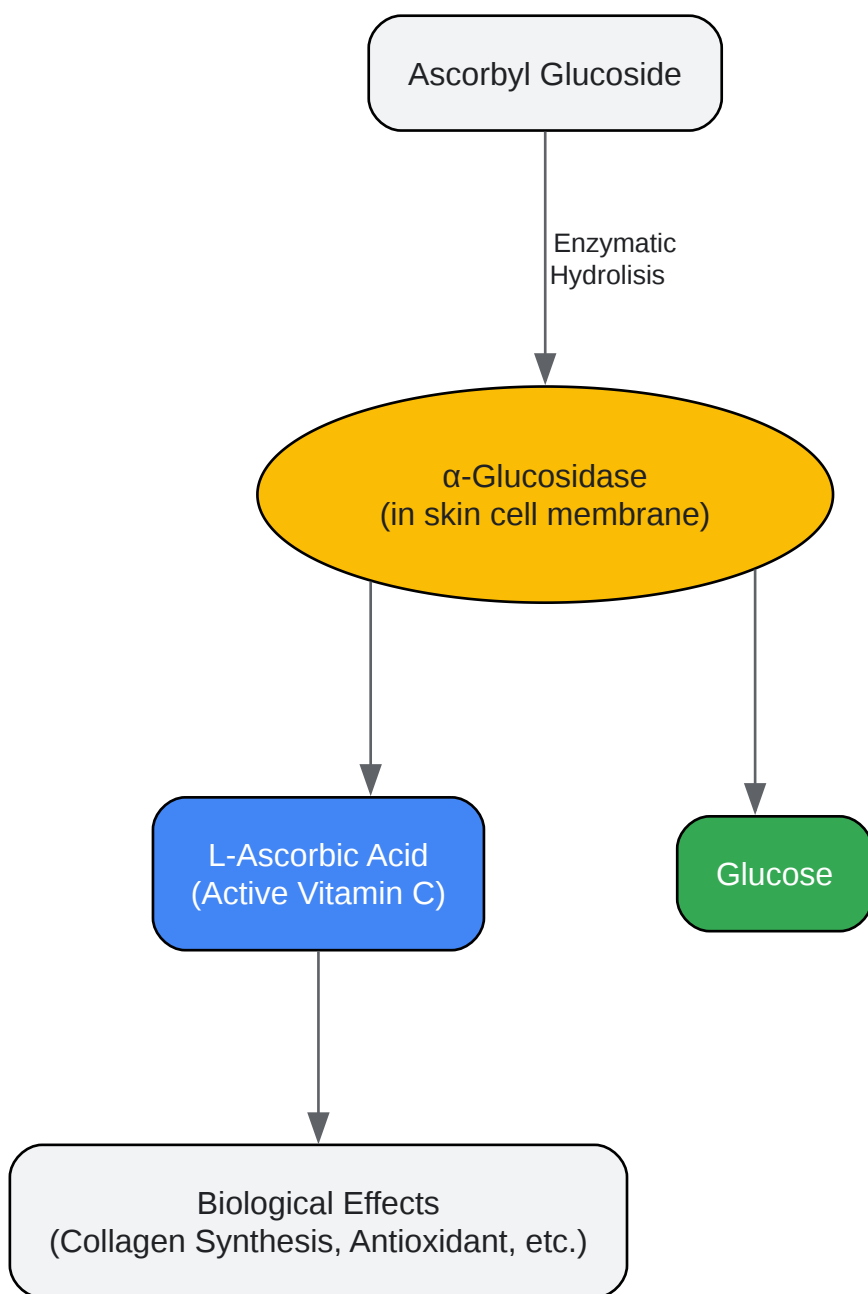 Ascorbyl Glucoside
Enzymatic
Hydrolisis
α-Glucosidase
(in skin cell membrane)
L-Ascorbic Acid
(Active Vitamin C)
Glucose
Biological Effects
(Collagen Synthesis, Antioxidant, etc.)